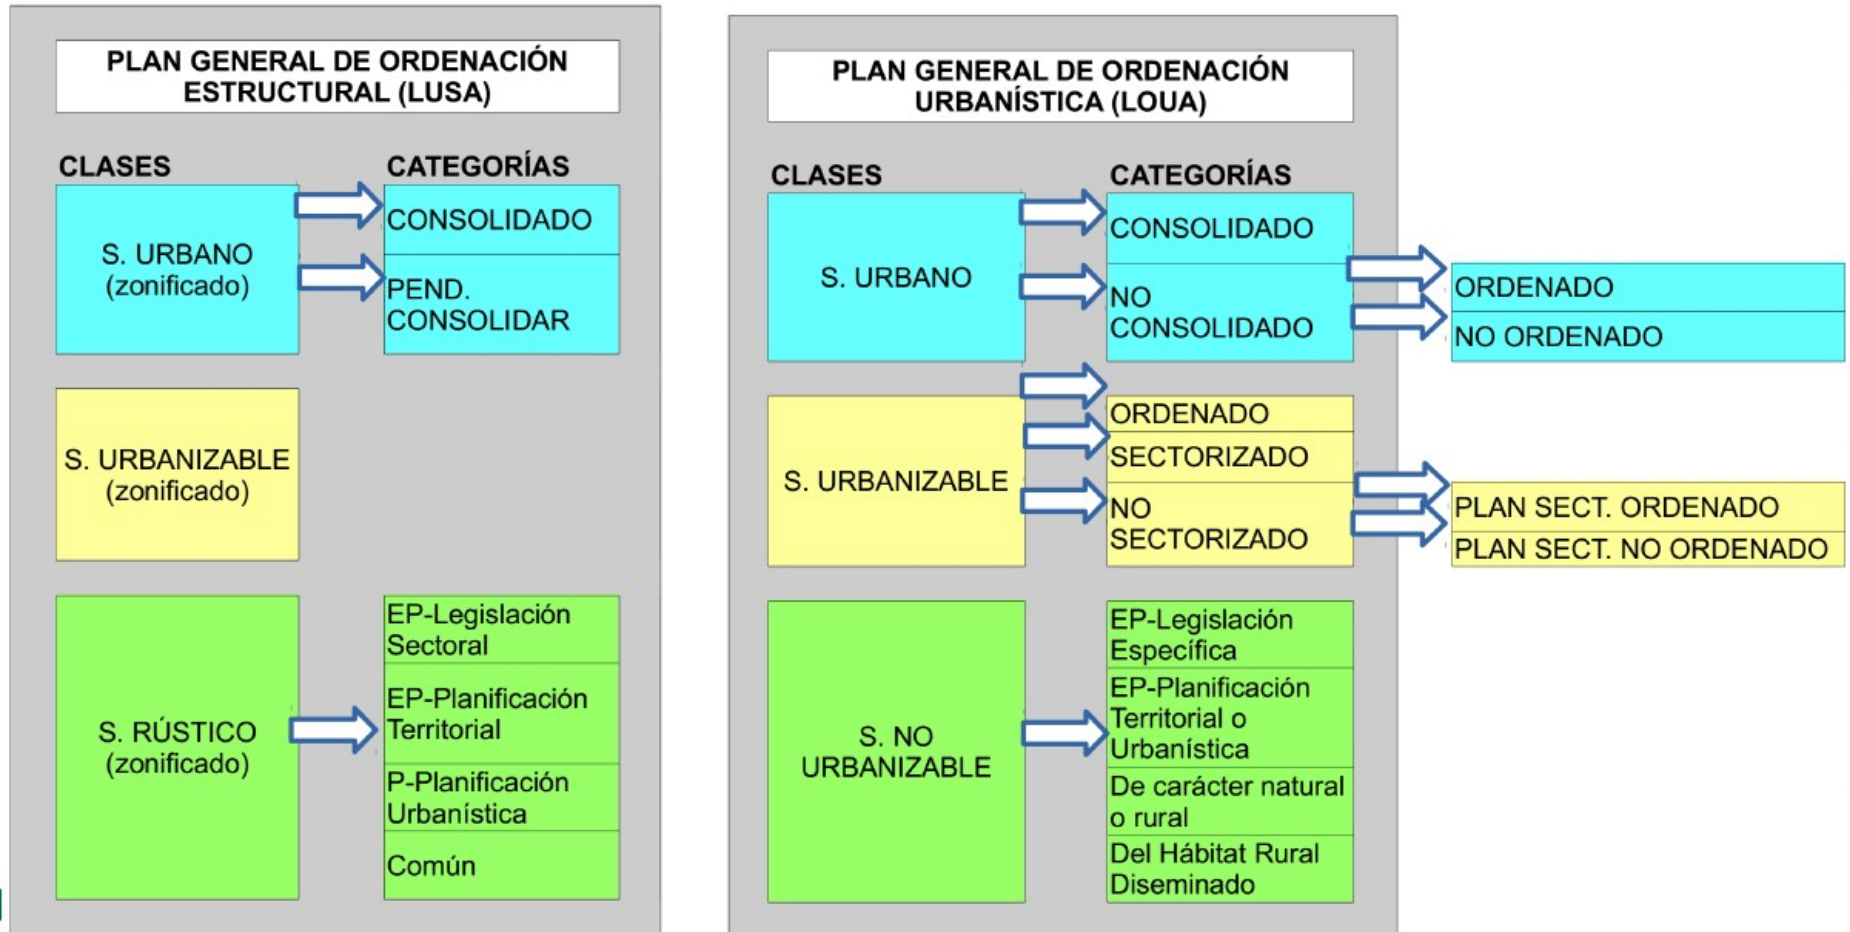 PLAN GENERAL DE ORDENACIÓN
ESTRUCTURAL (LUSA)
CLASES
CATEGORÍAS
S. URBANO
(zonificado)
CONSOLIDADO
PEND.
CONSOLIDAR
S. URBANIZABLE
(zonificado)
S. RÚSTICO
(zonificado)
EP-Legislación
Sectoral
EP-Planificación
Territorial
P-Planificación
Urbanística
Común
PLAN GENERAL DE ORDENACIÓN
URBANÍSTICA (LOUA)
CLASES
CATEGORÍAS
S. URBANO
CONSOLIDADO
NO
CONSOLIDADO
ORDENADO
NO ORDENADO
S. URBANIZABLE
ORDENADO
SECTORIZADO
NO
SECTORIZADO
PLAN SECT. ORDENADO
PLAN SECT. NO ORDENADO
S. NO
URBANIZABLE
EP-Legislación
Específica
EP-Planificación
Territorial o
Urbanística
De carácter natural
o rural
Del Hábitat Rural
Diseminado